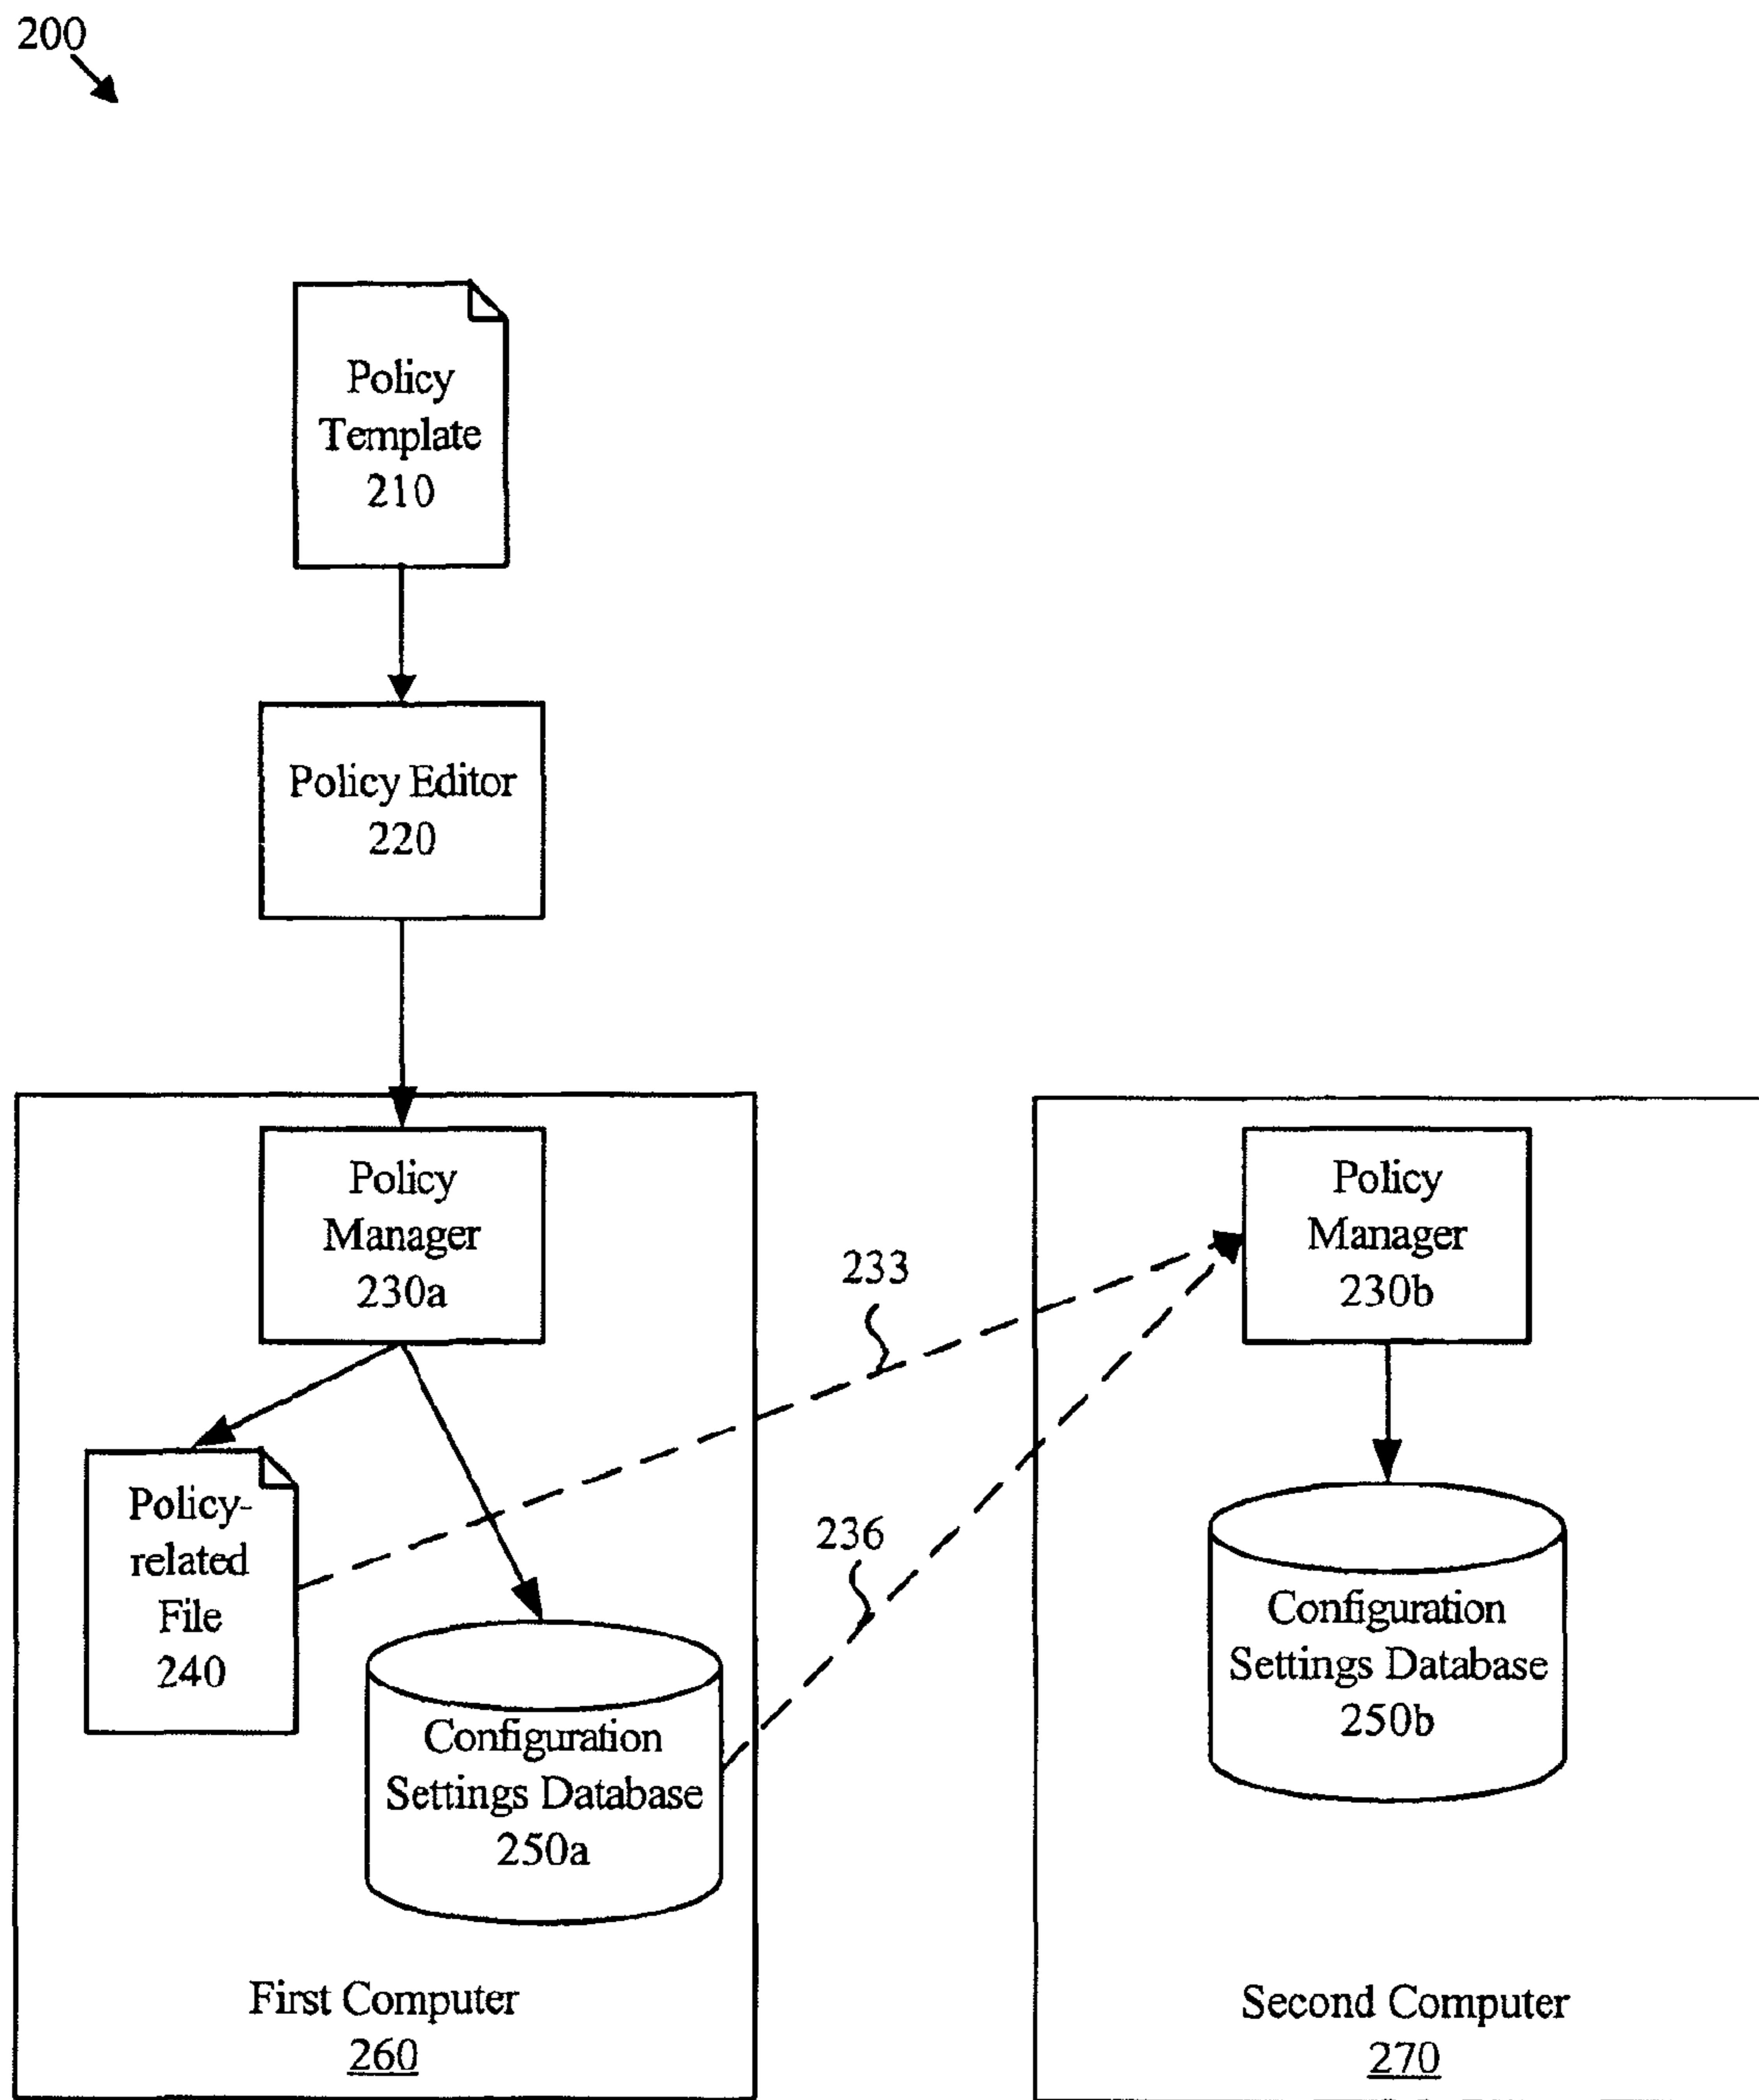 200
Policy
Template
210
Policy Editor
220
Policy
Manager
230a
Policy
Manager
230b
233
Policy-
related
File
240
236
Configuration
Settings Database
250a
Configuration
Settings Database
250b
First Computer
260
Second Computer
270